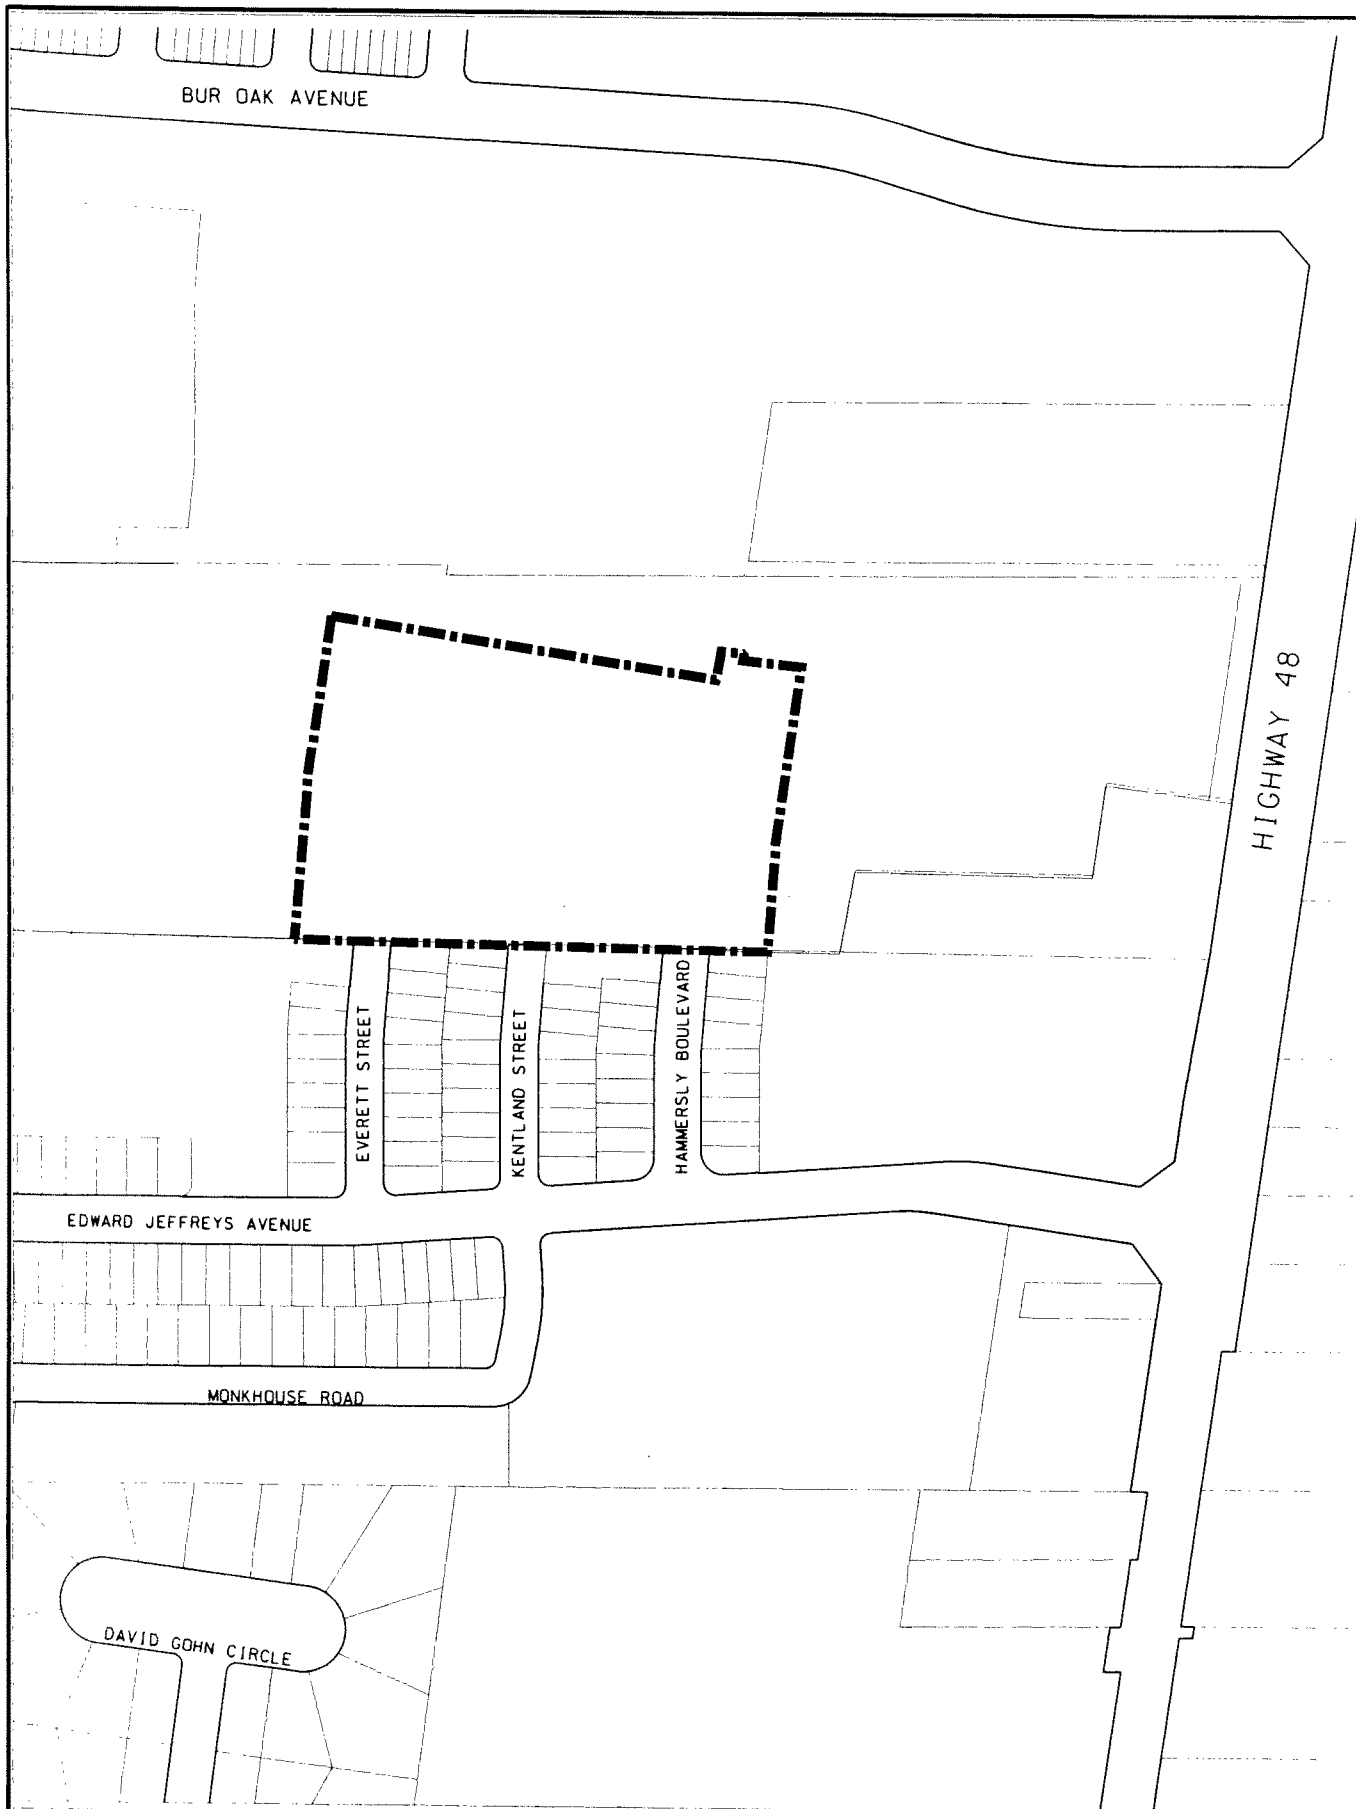 BUR OAK AVENUE
HIGHWAY 48
EVERETT STREET
KENTLAND STREET
HAMMERSLY BOULEVARD
EDWARD JEFFREYS AVENUE
MONKHOUSE ROAD
DAVID GOHN CIRCLE